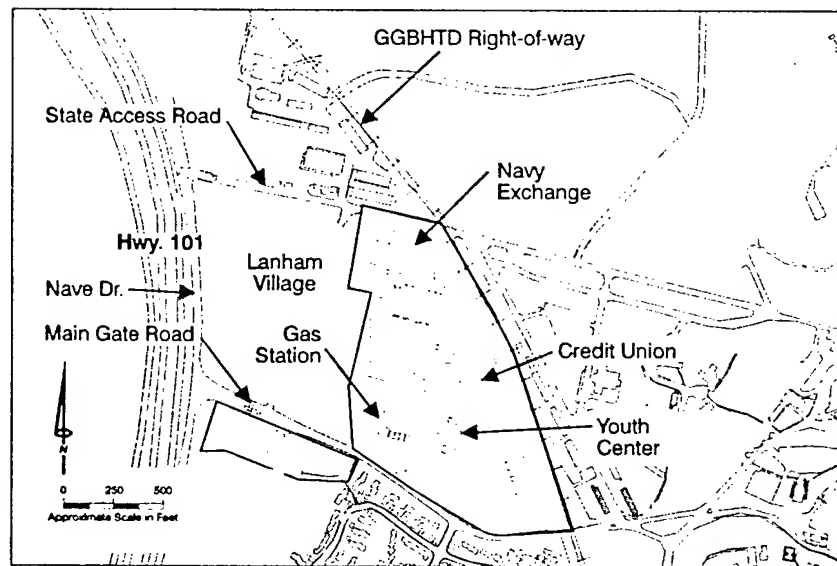 GGBHTD Right-of-way
State Access Road
Navy
Exchange
Hwy. 101
Lanham
Village
Nave Dr.
Main Gate Road
Gas
Station
Credit Union
Youth
Center
N
0 250 500
Approximate Scale in Feet